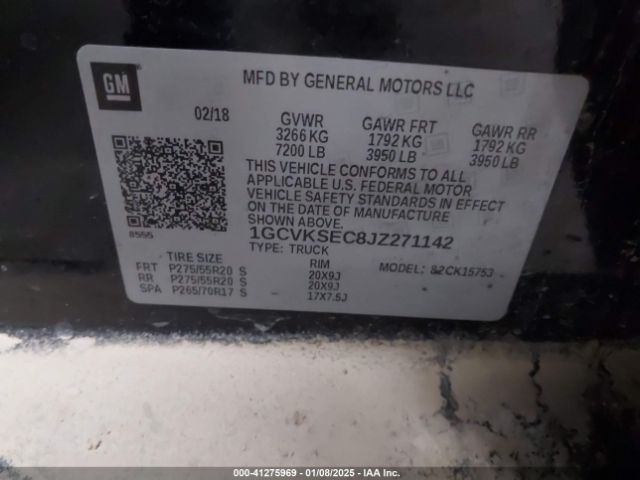 GM
MFD BY GENERAL MOTORS LLC
02/18
GVWR
3266 KG
7200 LB
GAWR FRT
1792 KG
3950 LB
GAWR RR
1792 KG
3950 LB
THIS VEHICLE CONFORMS TO ALL
APPLICABLE U.S. FEDERAL MOTOR
VEHICLE SAFETY STANDARDS IN EFFECT
ON THE DATE OF MANUFACTURE
SHOWN ABOVE.
1GCVKSEC8JZ271142
TYPE: TRUCK
8555
TIRE SIZE
RIM
MODEL: 82CK15753
FRT P275/55R20 S 20X9J
RR P275/55R20 S 20X9J
SPA P265/70R17 S 17X7.5J
000-41275969 — 01/08/2025 — IAA Inc.